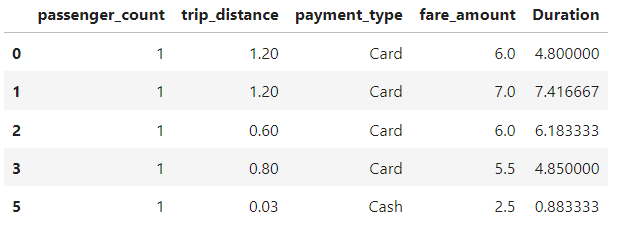 passenger_count trip_distance payment_type fare_amount Duration
0 1 1.20 Card 6.0 4.800000
1 1 1.20 Card 7.0 7.416667
2 1 0.60 Card 6.0 6.183333
3 1 0.80 Card 5.5 4.850000
5 1 0.03 Cash 2.5 0.883333